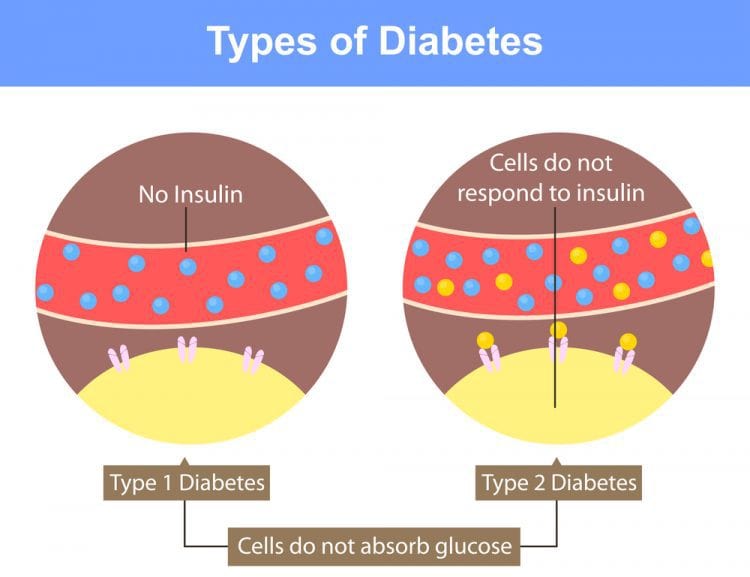 Types of Diabetes
No Insulin
Cells do not
respond to insulin
Type 1 Diabetes
Type 2 Diabetes
Cells do not absorb glucose